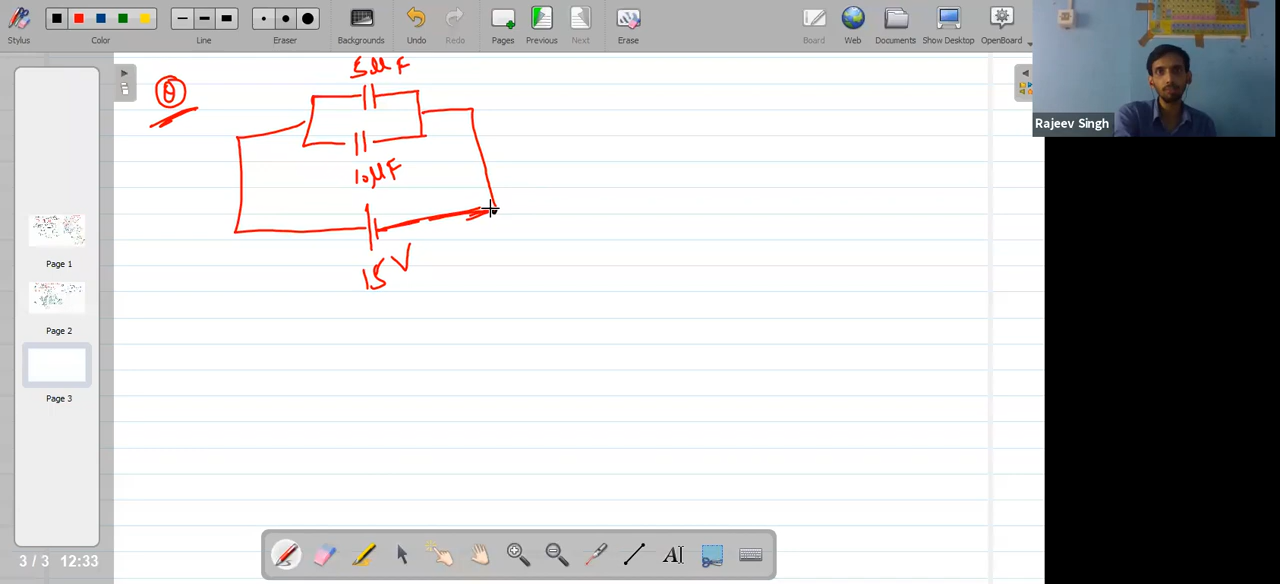 Stylus
Color
Line
Eraser
Backgrounds
Undo
Redo
Pages
Previous
Next
Erase
Board
Web
Documents
Show Desktop
OpenBoard
Rajeev Singh
Q
5μF
10μF
15 V
Page 1
Page 2
Page 3
3 / 3 12:33